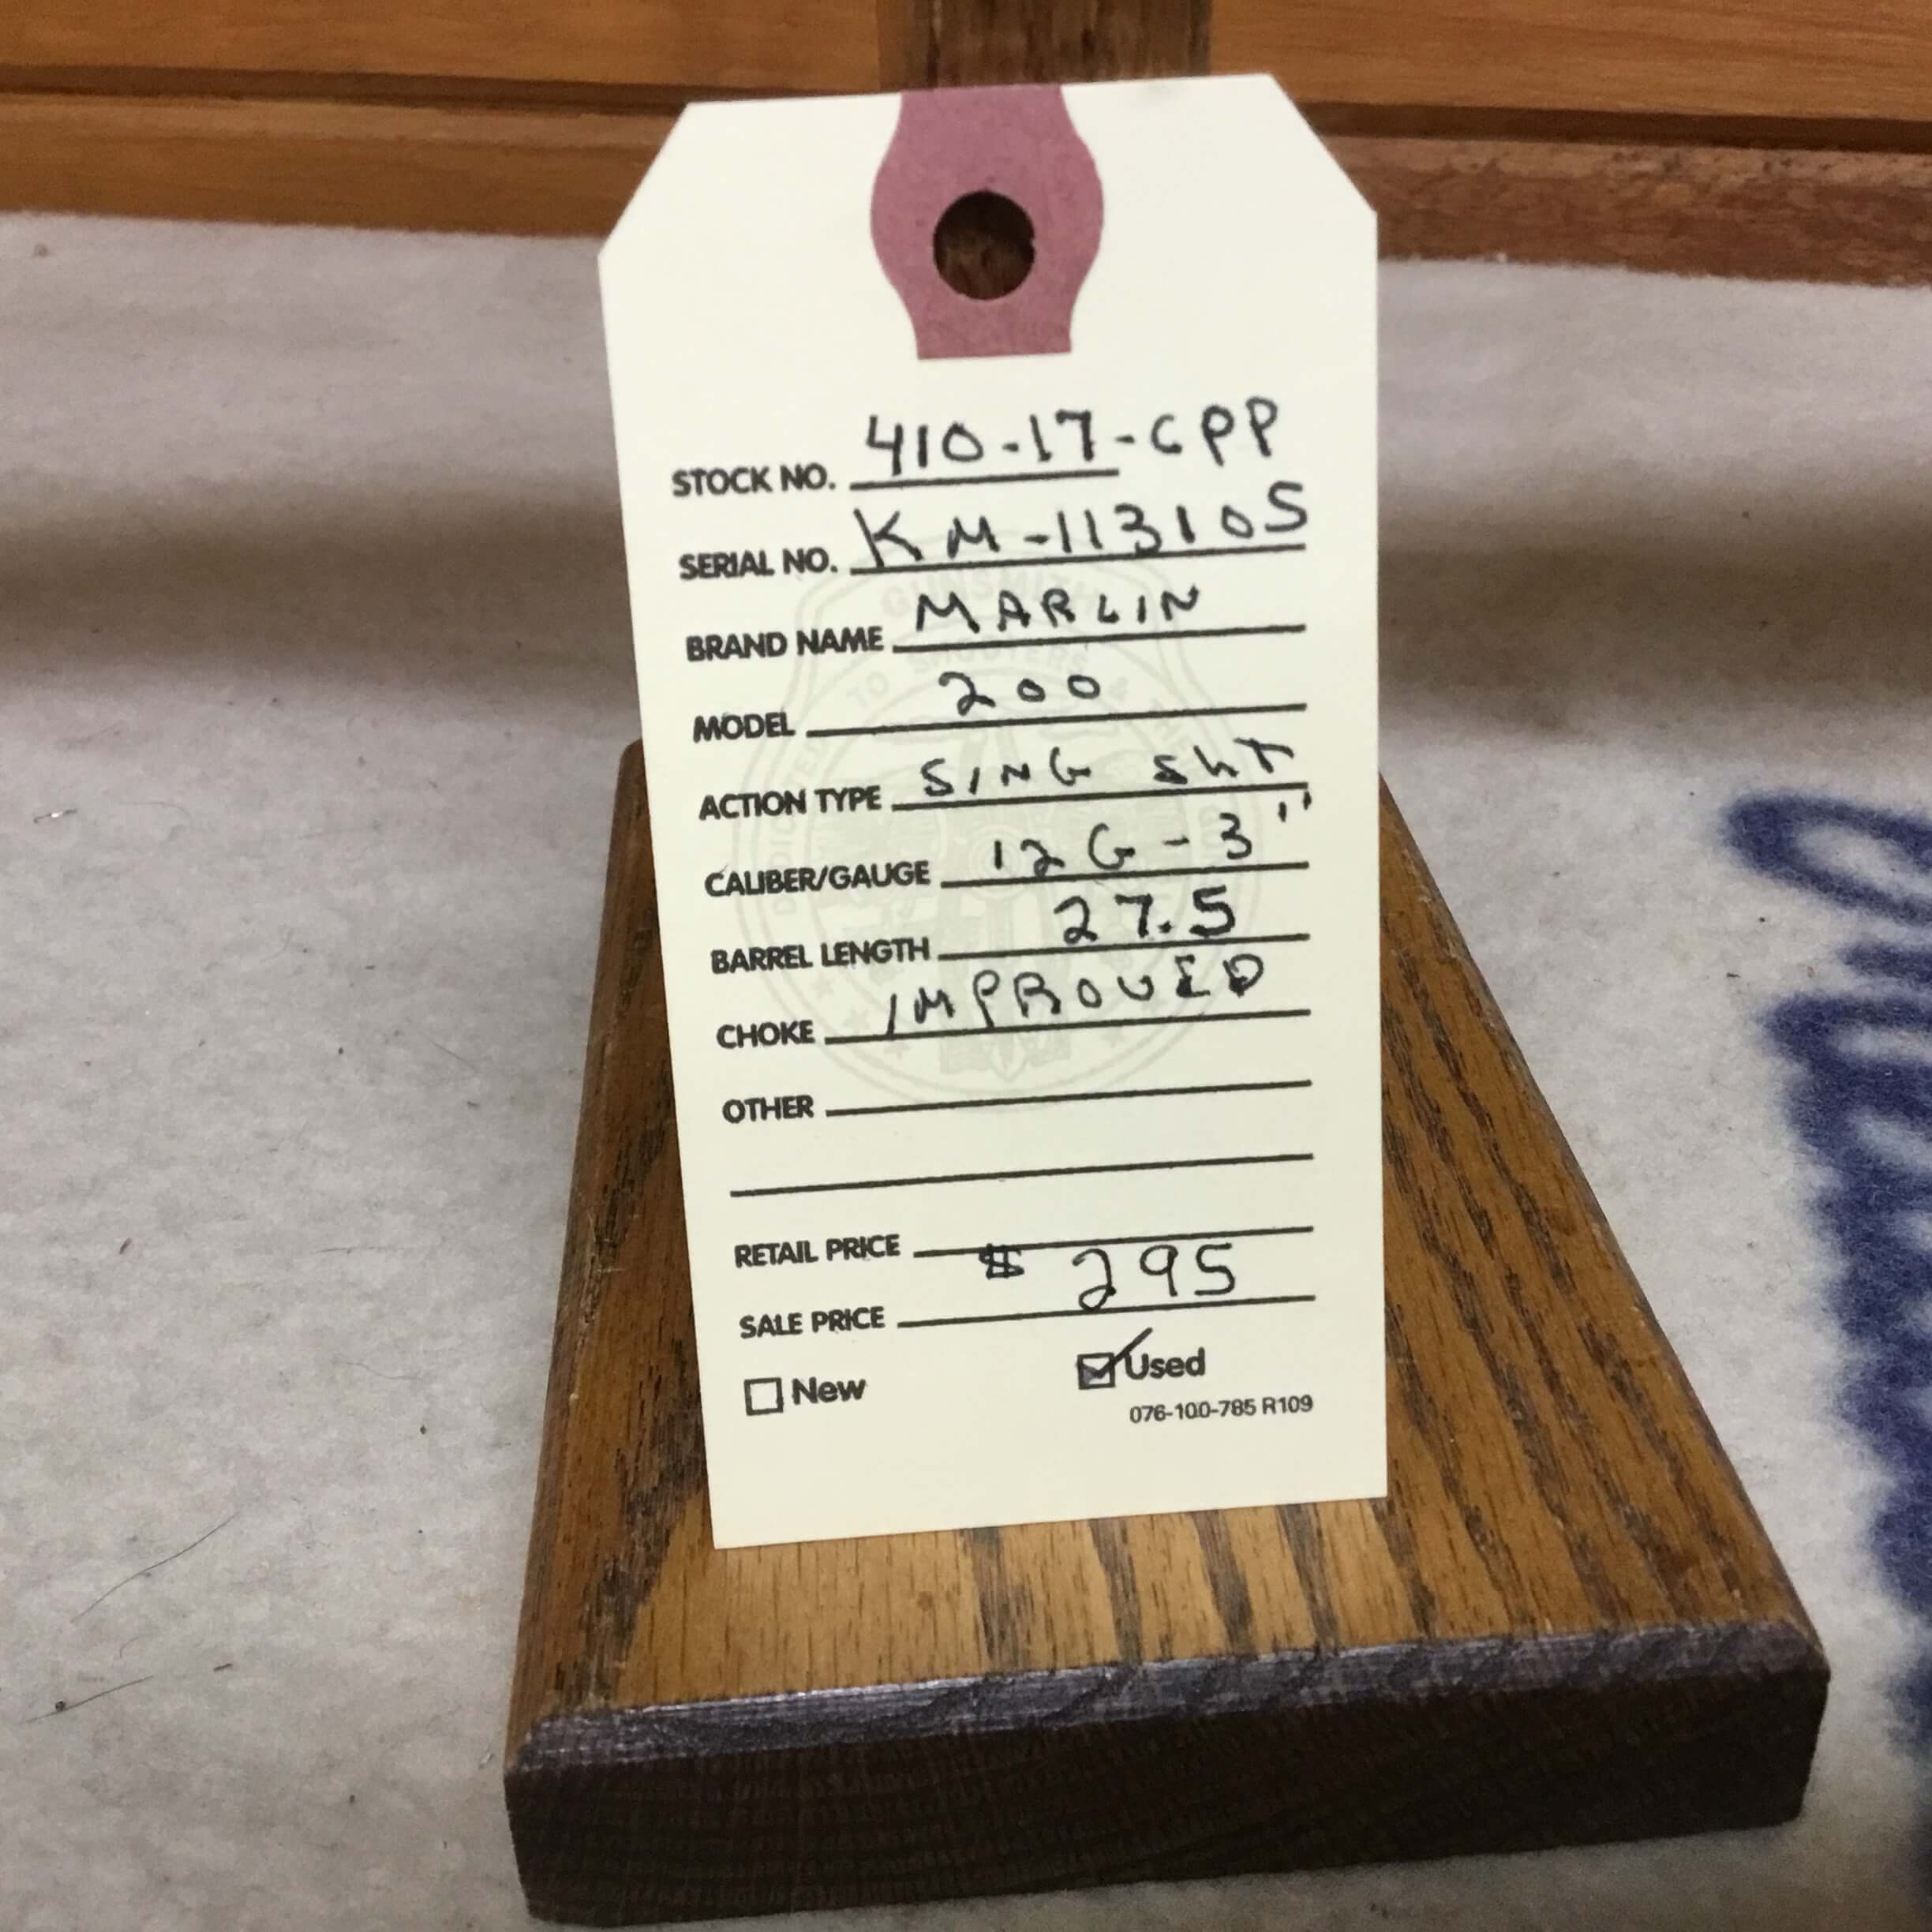 STOCK NO. 410-17-CPP
SERIAL NO. KM-113105
BRAND NAME MARLIN
MODEL 200
ACTION TYPE SING SHT
CALIBER/GAUGE 12 G-3"
BARREL LENGTH 27.5
CHOKE IMPROVED
OTHER
RETAIL PRICE
SALE PRICE $ 295
New Used
076-100-785 R109